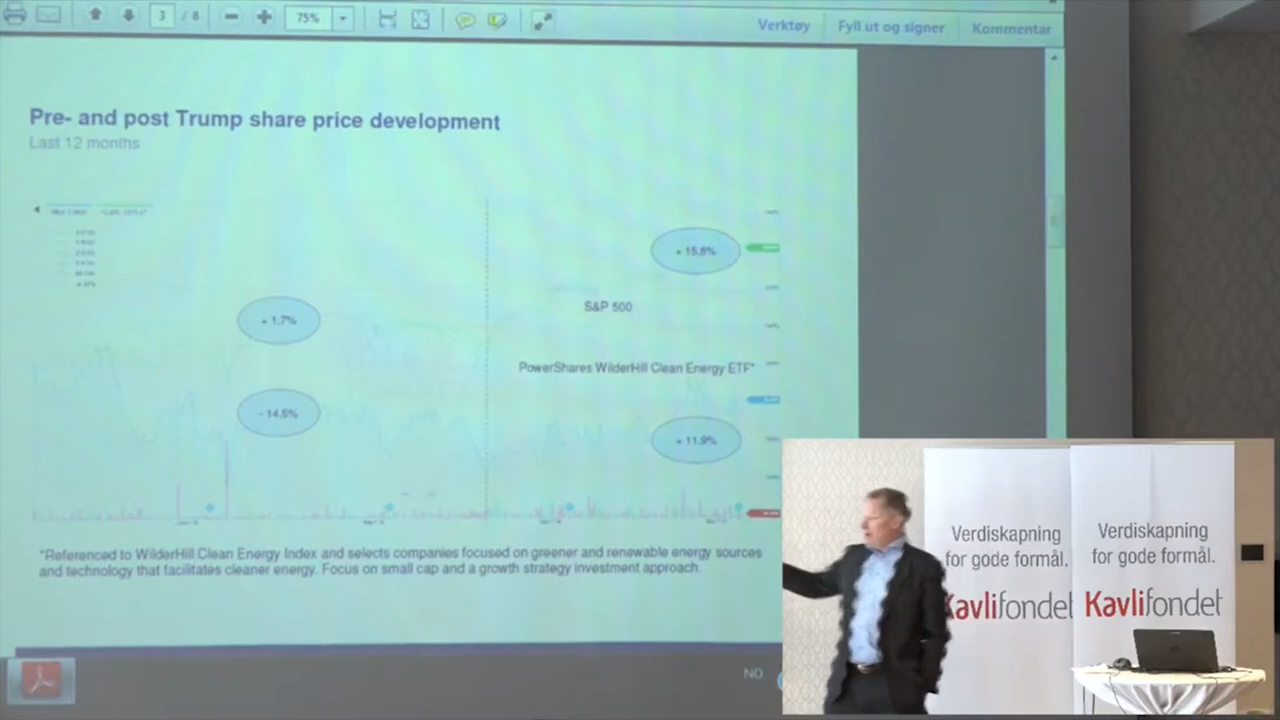 3 / 8
75%
Verktøy
Fyll ut og signer
Kommentar
Pre- and post Trump share price development
Last 12 months
+ 15.8%
S&P 500
+ 1.7%
PowerShares WilderHill Clean Energy ETF*
- 14.5%
+ 11.9%
*Referenced to WilderHill Clean Energy Index and selects companies focused on greener and renewable energy sources
and technology that facilitates cleaner energy. Focus on small cap and a growth strategy investment approach.
NO
Verdiskapning
for gode formål.
Kavlifondet
Verdiskapning
for gode formål.
Kavlifondet